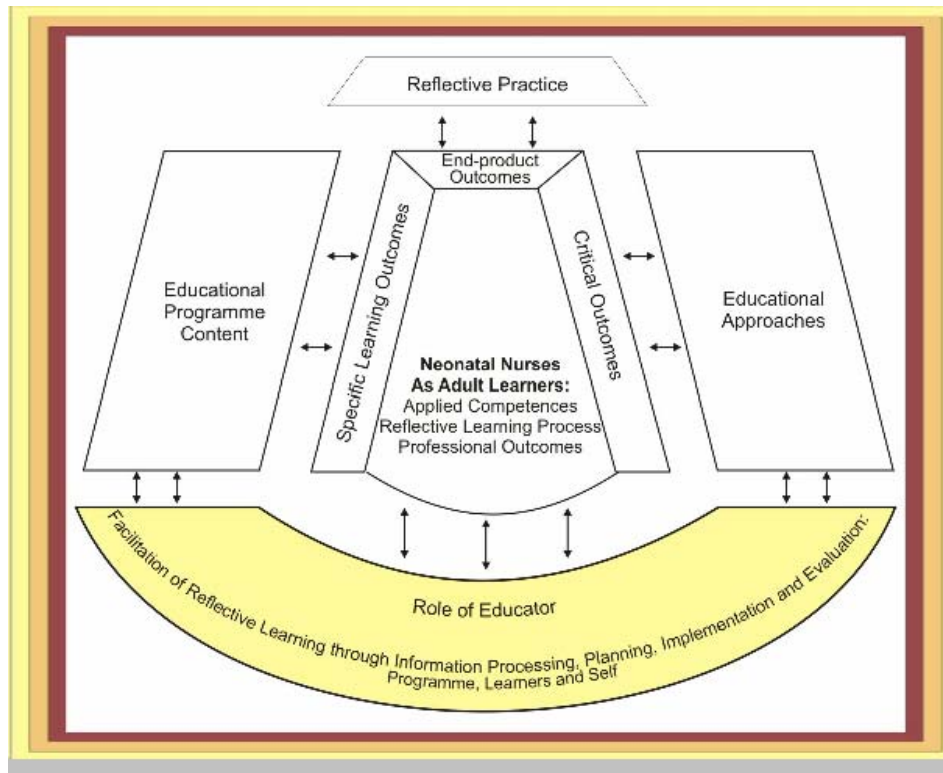 Reflective Practice
End-product
Outcomes
Educational
Programme
Content
Specific Learning Outcomes
Neonatal Nurses
As Adult Learners:
Applied Competences
Reflective Learning Process
Professional Outcomes
Critical Outcomes
Educational
Approaches
Role of Educator
Facilitation of Reflective Learning through Information Processing, Planning, Implementation and Evaluation:
Programme, Learners and Self